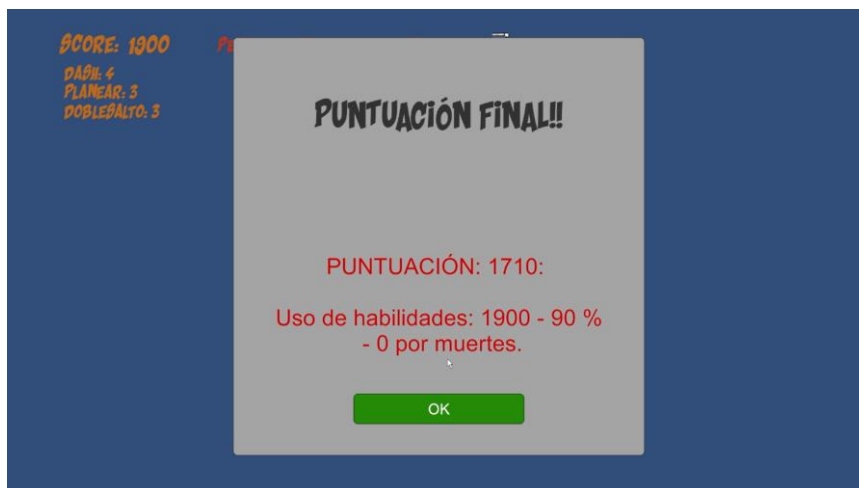 SCORE: 1900
DASH: 4
PLANEAR: 3
DOBLESALTO: 3
PUNTUACIÓN FINAL!!
PUNTUACIÓN: 1710:
Uso de habilidades: 1900 - 90 %
- 0 por muertes.
OK